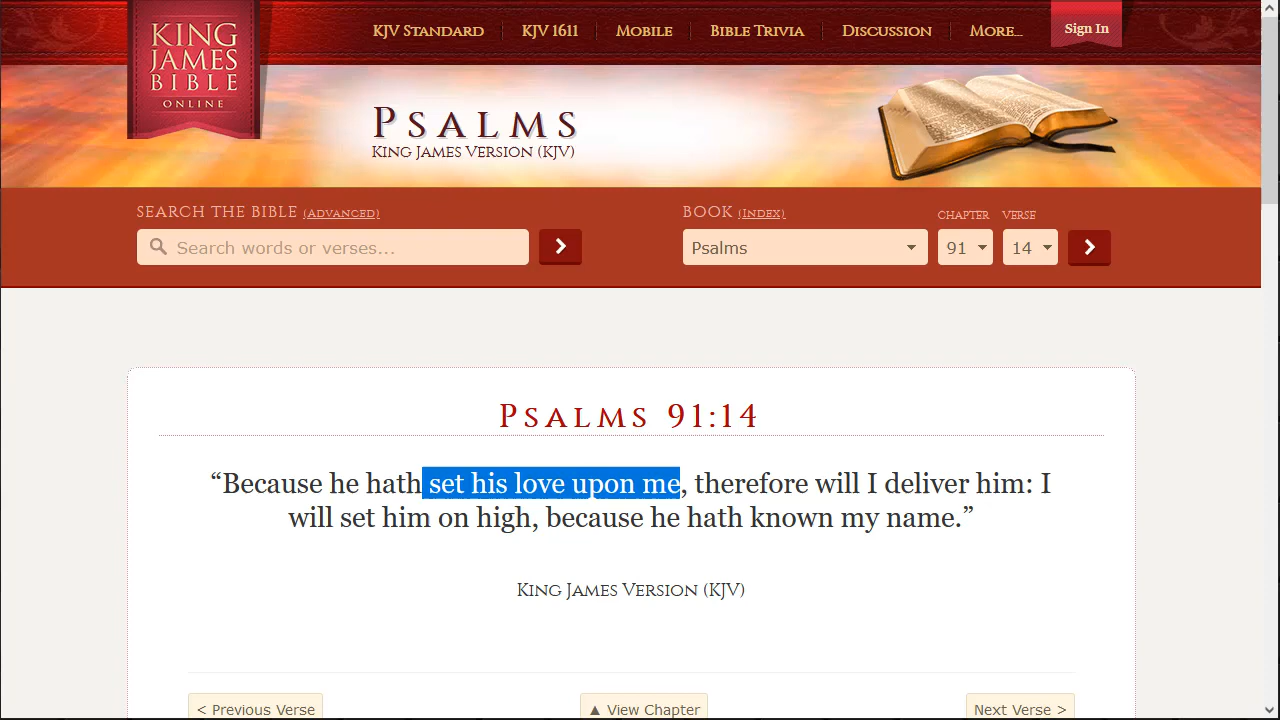 KING
JAMES
BIBLE
ONLINE
KJV Standard
KJV 1611
Mobile
Bible Trivia
Discussion
More...
Sign In
Psalms
King James Version (KJV)
Search the Bible (Advanced)
Search words or verses...
Book (Index)
Chapter
Verse
Psalms
91
14
Psalms 91:14
“Because he hath set his love upon me, therefore will I deliver him: I
will set him on high, because he hath known my name.”
King James Version (KJV)
< Previous Verse
▲ View Chapter
Next Verse >